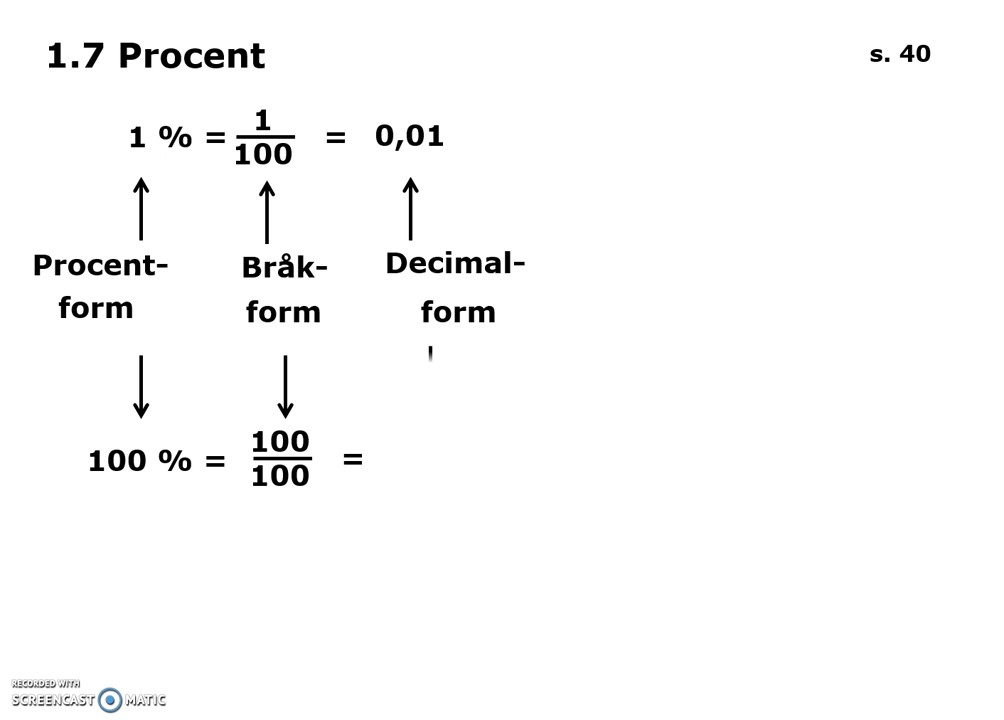 1.7 Procent
s. 40
1 % = 1/100 = 0,01
Procent- Bråk- Decimal-
form form form
100 % = 100/100 =
RECORDED WITH
SCREENCAST MATIC